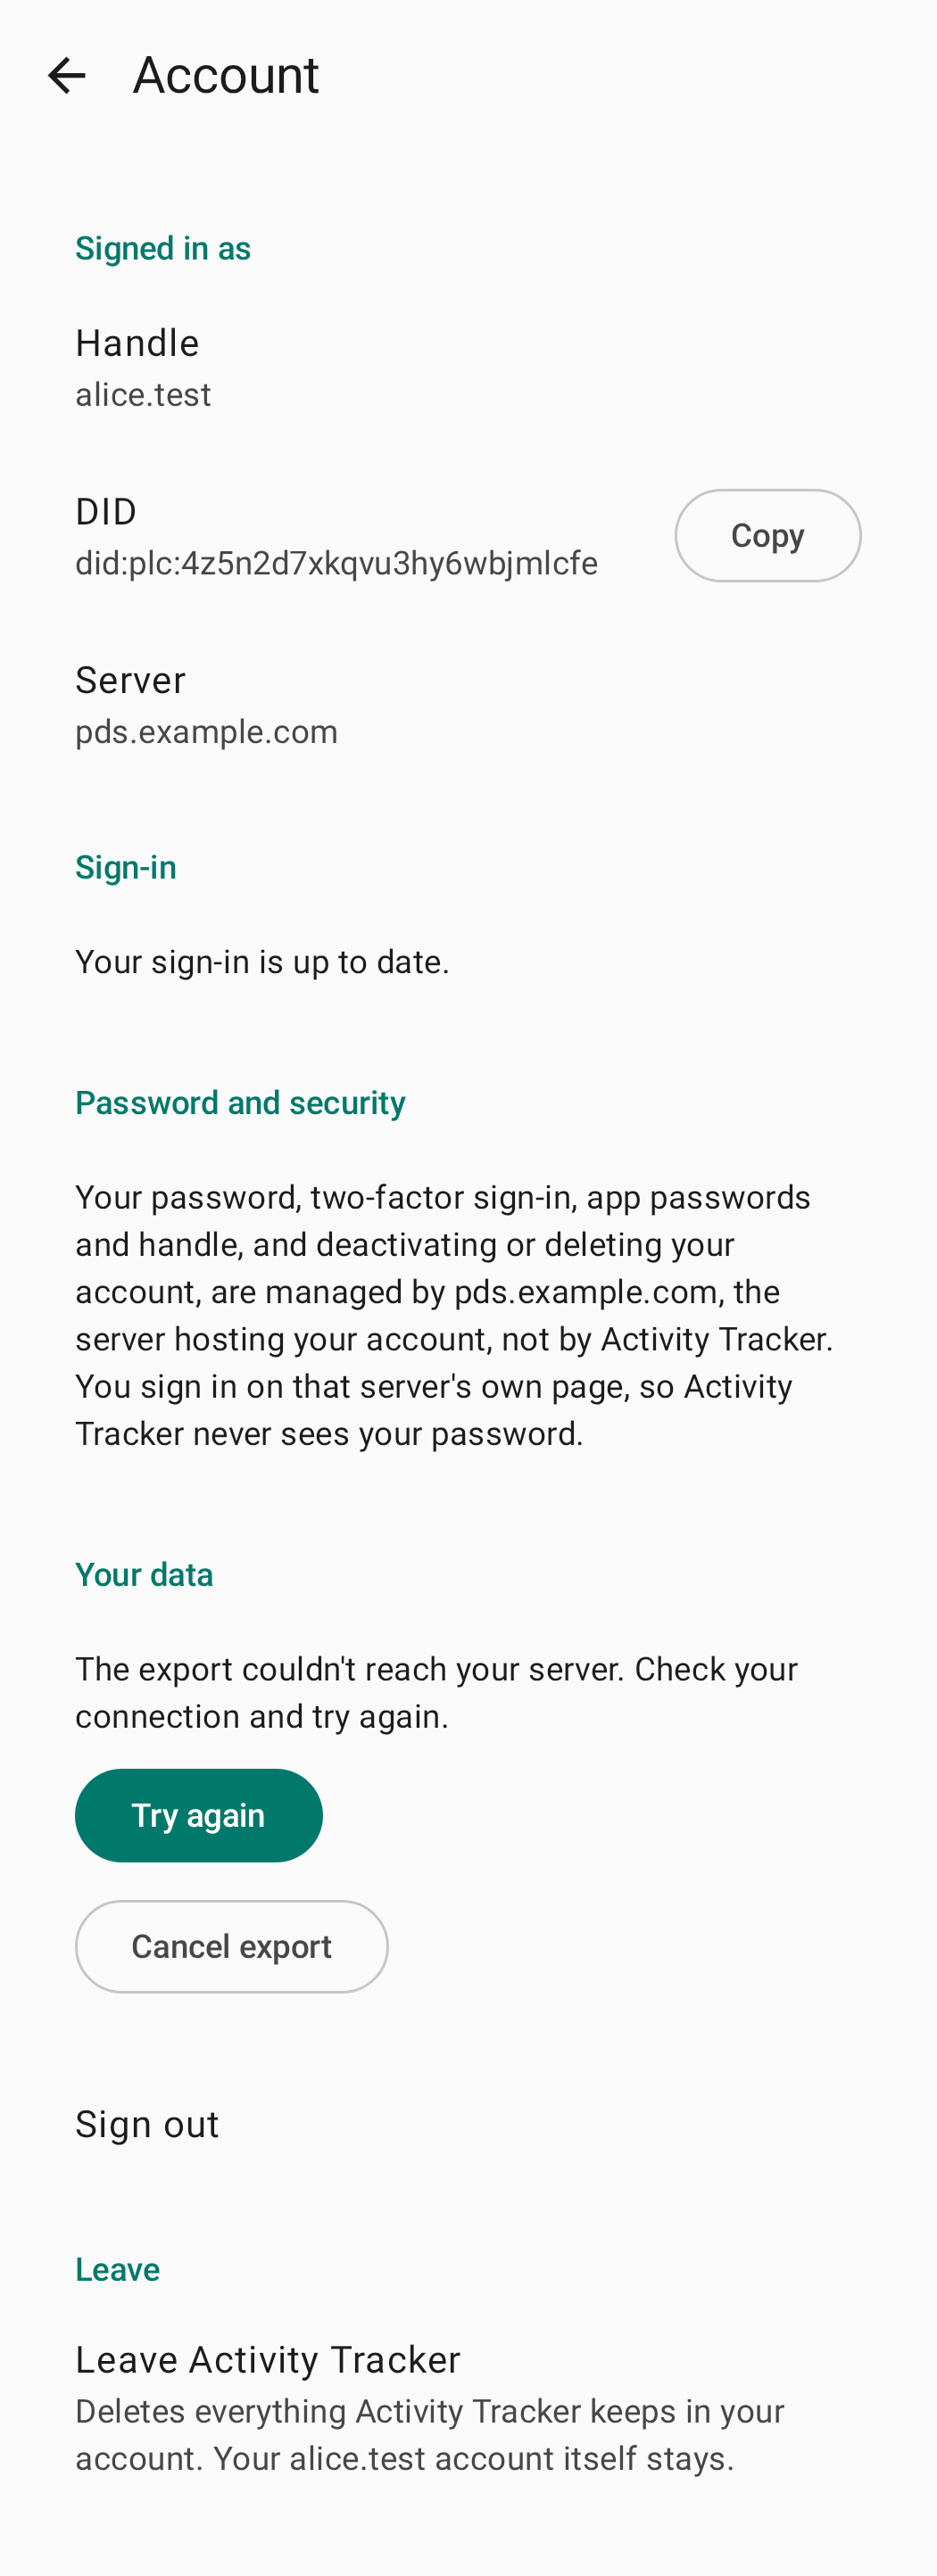 Account
Signed in as
Handle
alice.test
DID
did:plc:4z5n2d7xkqvu3hy6wbjmlcfe
Copy
Server
pds.example.com
Sign-in
Your sign-in is up to date.
Password and security
Your password, two-factor sign-in, app passwords
and handle, and deactivating or deleting your
account, are managed by pds.example.com, the
server hosting your account, not by Activity Tracker.
You sign in on that server's own page, so Activity
Tracker never sees your password.
Your data
The export couldn't reach your server. Check your
connection and try again.
Try again
Cancel export
Sign out
Leave
Leave Activity Tracker
Deletes everything Activity Tracker keeps in your
account. Your alice.test account itself stays.